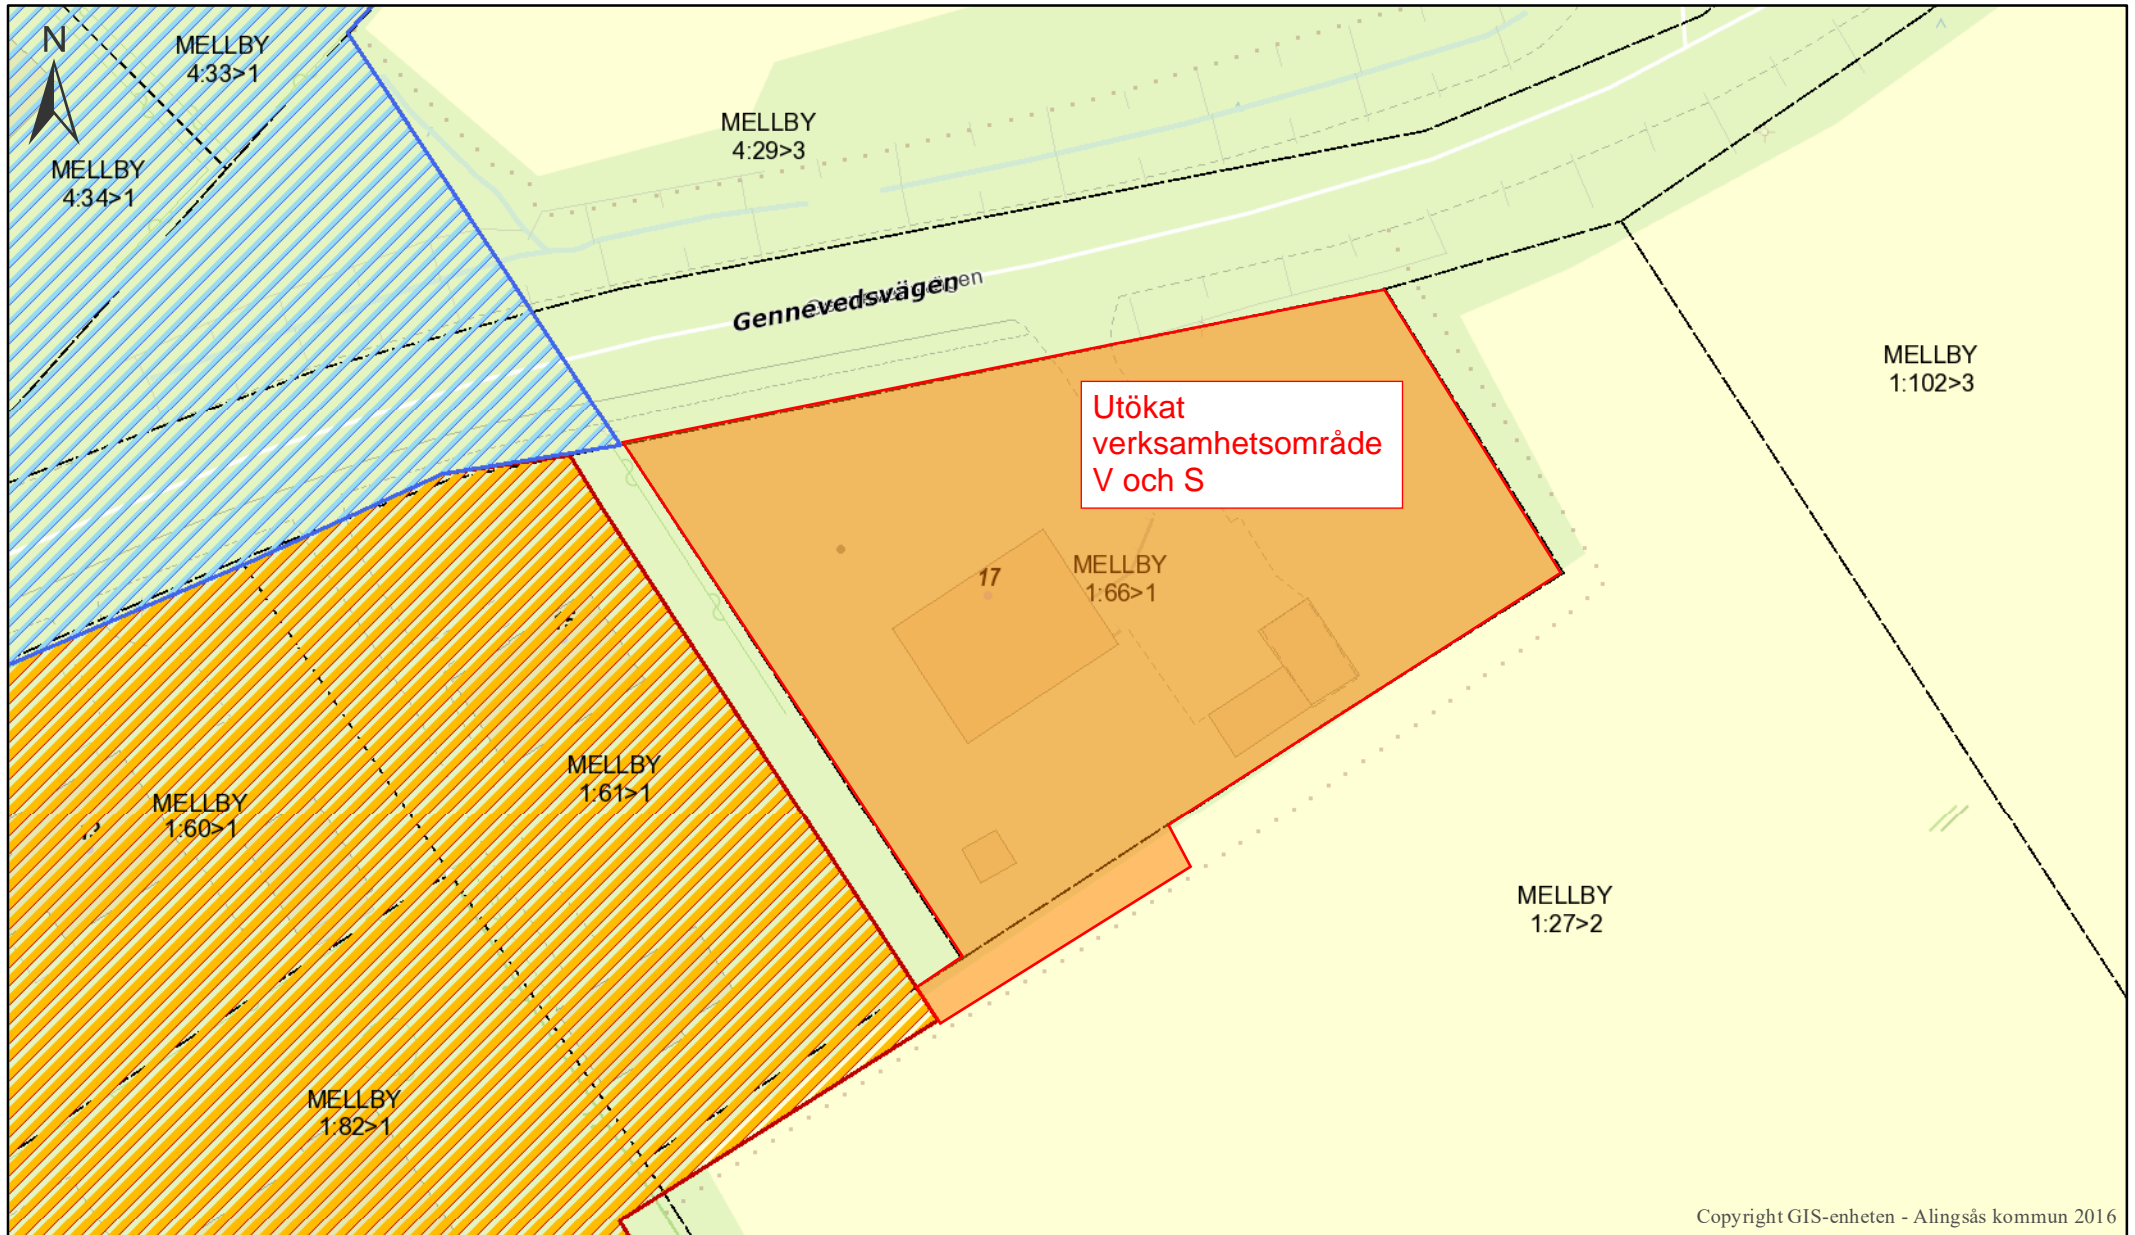 N
MELLBY
4:33>1
MELLBY
4:34>1
MELLBY
4:29>3
Gennevedsvägen
MELLBY
1:102>3
Utökat
verksamhetsområde
V och S
17
MELLBY
1:66>1
MELLBY
1:61>1
MELLBY
1:60>1
MELLBY
1:27>2
MELLBY
1:82>1
Copyright GIS-enheten - Alingsås kommun 2016